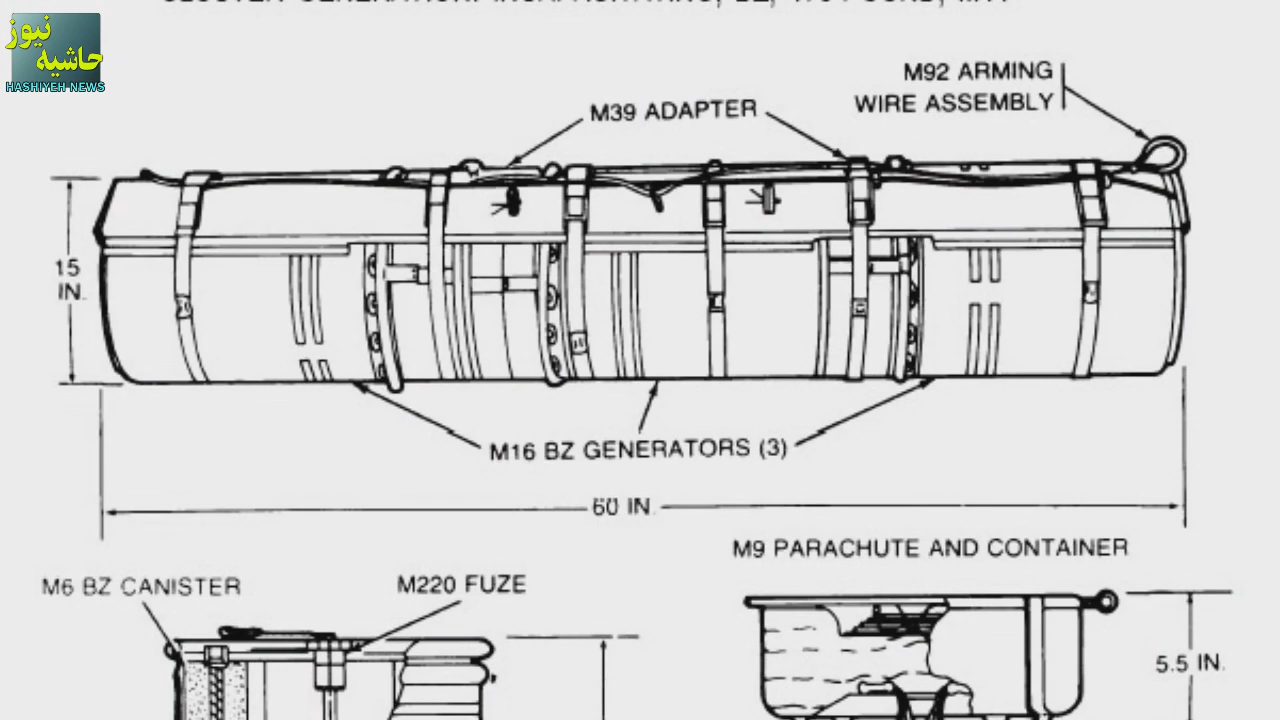 نیوز
حاشیه
HASHIYEH NEWS
M92 ARMING
WIRE ASSEMBLY
M39 ADAPTER
15
IN.
M16 BZ GENERATORS (3)
60 IN.
M9 PARACHUTE AND CONTAINER
M6 BZ CANISTER
M220 FUZE
5.5 IN.